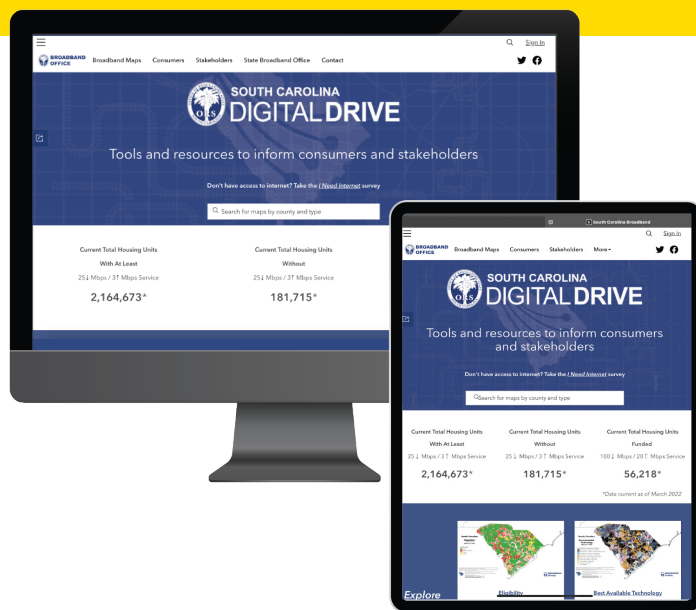 Sign In
BROADBAND OFFICE
Broadband Maps Consumers Stakeholders State Broadband Office Contact
SOUTH CAROLINA
DIGITAL DRIVE
ORS
Tools and resources to inform consumers and stakeholders
Don't have access to internet? Take the I Need Internet survey
Search for maps by county and type
Current Total Housing Units
With At Least
25↓ Mbps / 3↑ Mbps Service
2,164,673*
Current Total Housing Units
Without
25↓ Mbps / 3↑ Mbps Service
181,715*
South Carolina Broadband
Sign In
BROADBAND OFFICE
Broadband Maps Consumers Stakeholders More
SOUTH CAROLINA
DIGITAL DRIVE
ORS
Tools and resources to inform consumers
and stakeholders
Don't have access to internet? Take the I Need Internet survey
Search for maps by county and type
Current Total Housing Units
With At Least
25↓ Mbps / 3↑ Mbps Service
2,164,673*
Current Total Housing Units
Without
25↓ Mbps / 3↑ Mbps Service
181,715*
Current Total Housing Units
Funded
100↓ Mbps / 20↑ Mbps Service
56,218*
*Data current as of March 2022
Explore
Eligibility
Best Available Technology